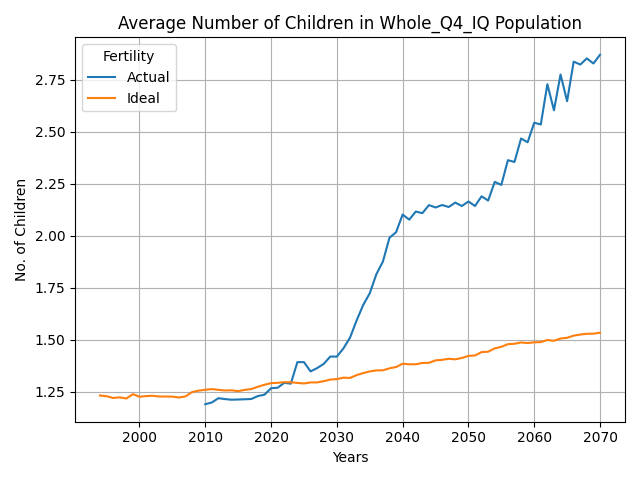 Average Number of Children in Whole_Q4_IQ Population
Fertility
Actual
Ideal
No. of Children
2.75
2.50
2.25
2.00
1.75
1.50
1.25
2000 2010 2020 2030 2040 2050 2060 2070
Years